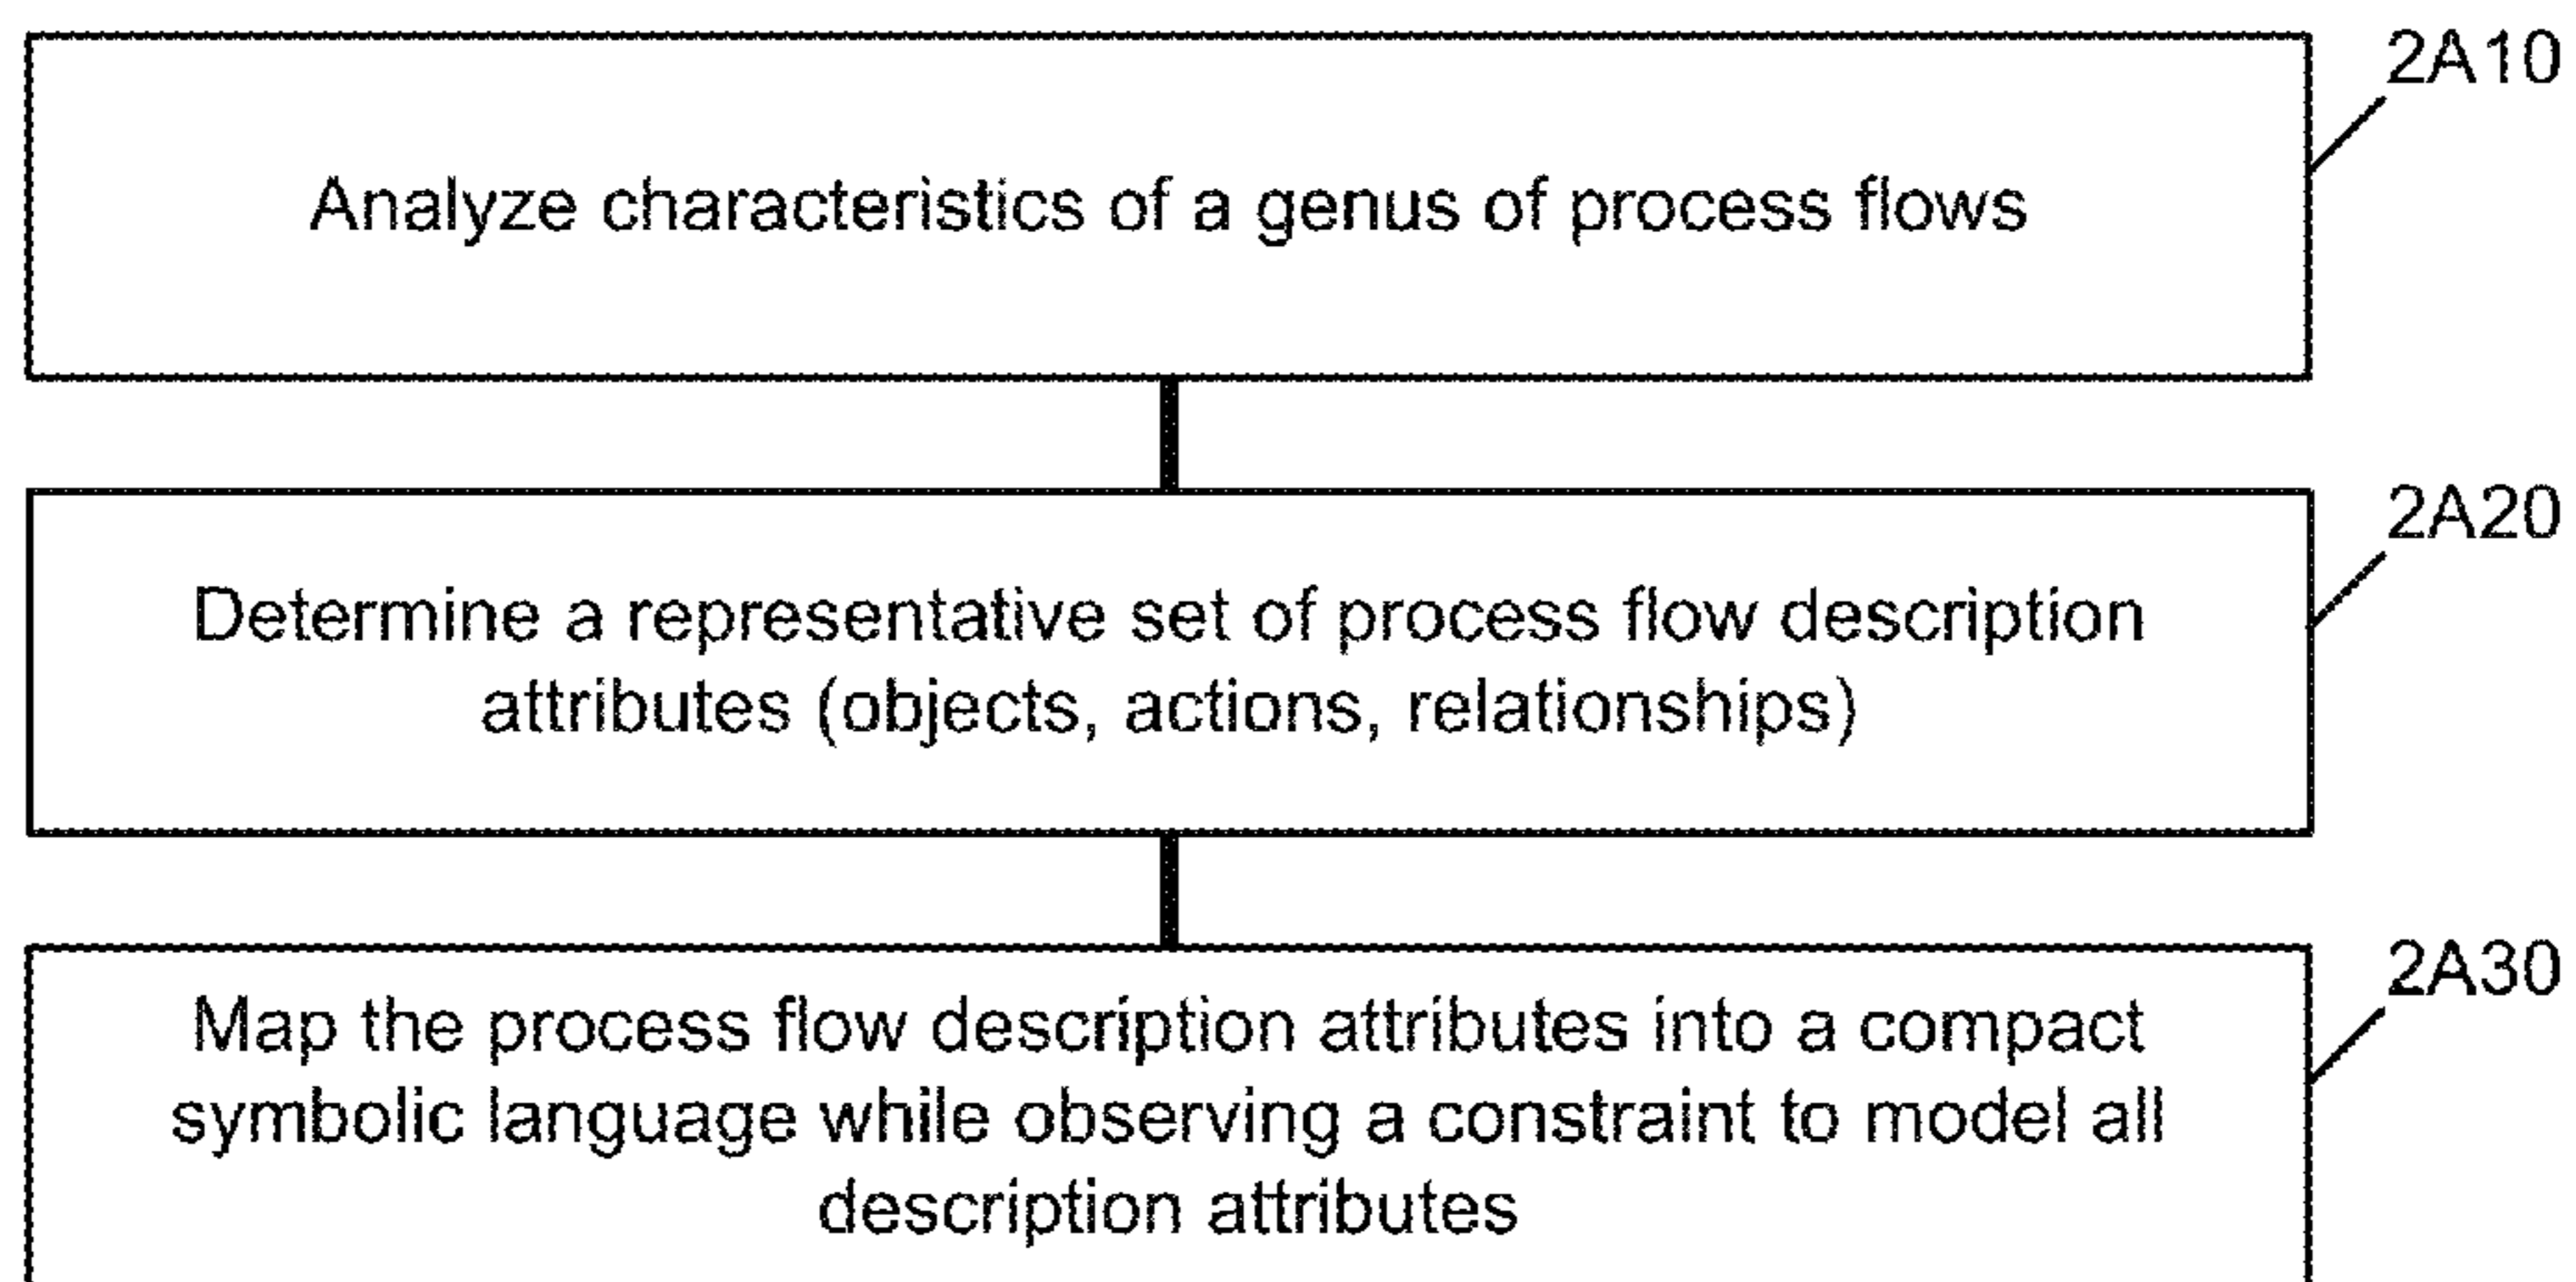 2A10
Analyze characteristics of a genus of process flows
2A20
Determine a representative set of process flow description
attributes (objects, actions, relationships)
2A30
Map the process flow description attributes into a compact
symbolic language while observing a constraint to model all
description attributes